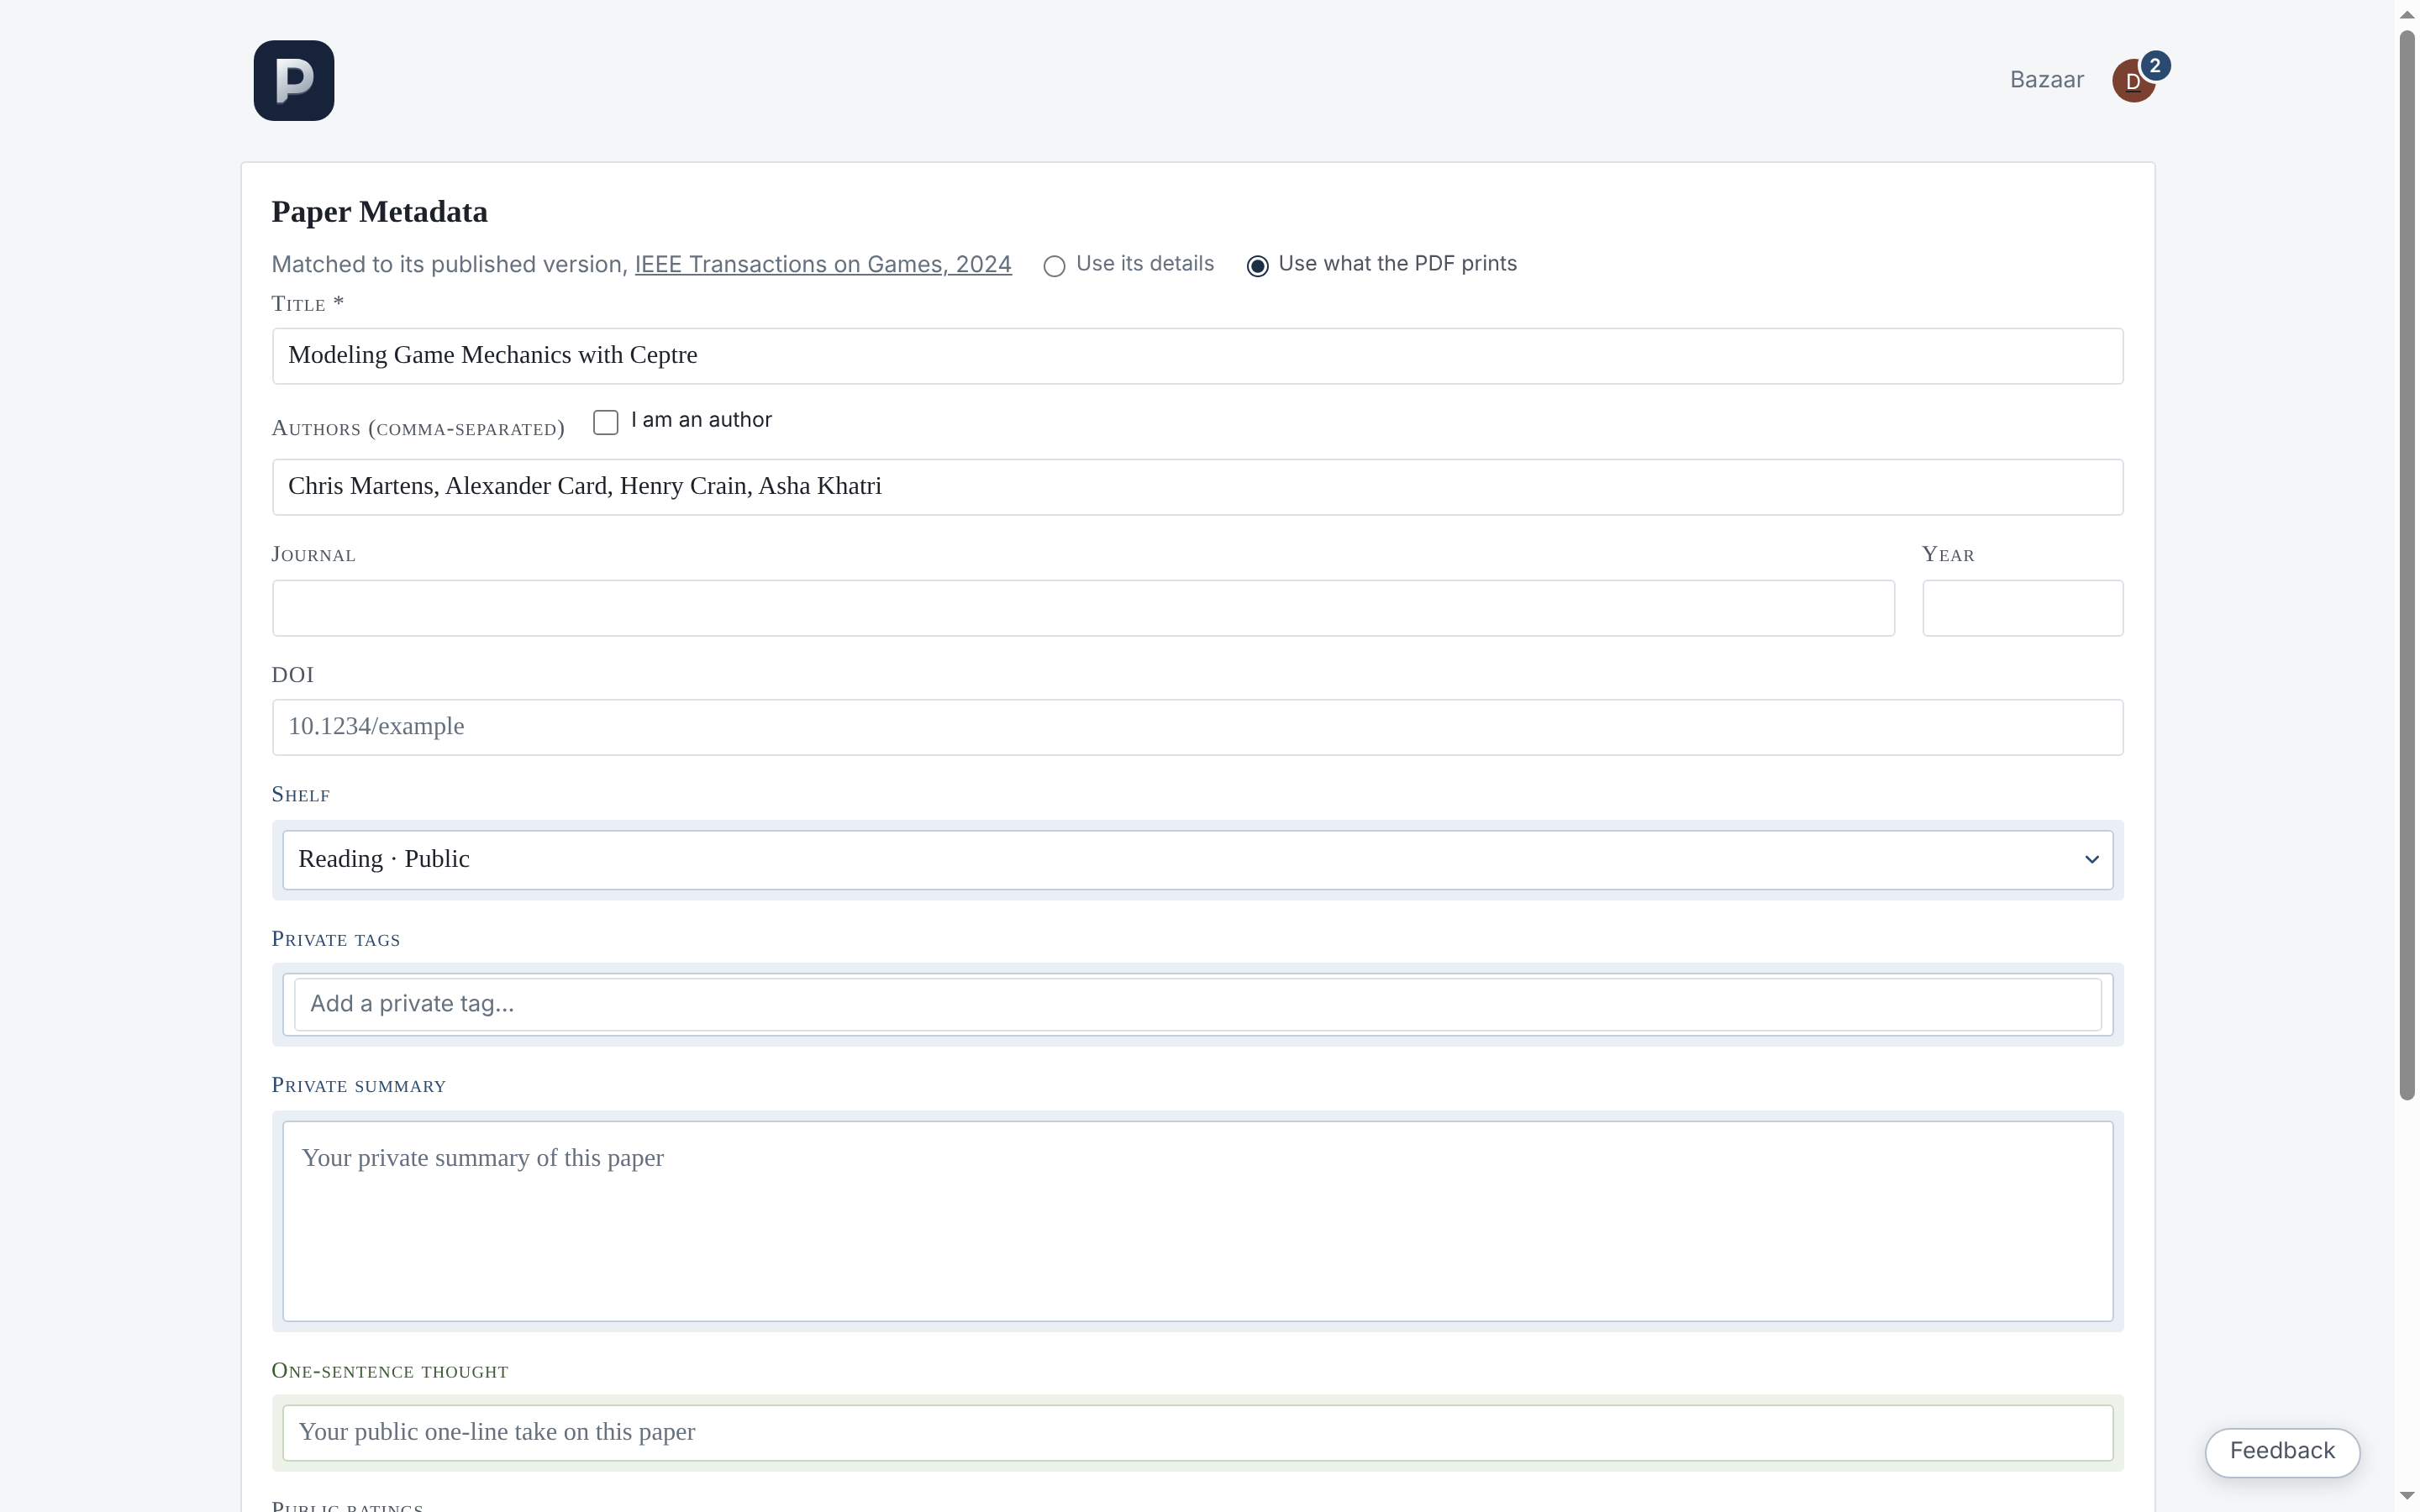 P
Bazaar
D
2
Paper Metadata
Matched to its published version, IEEE Transactions on Games, 2024 Use its details Use what the PDF prints
Title *
Modeling Game Mechanics with Ceptre
Authors (comma-separated) I am an author
Chris Martens, Alexander Card, Henry Crain, Asha Khatri
Journal Year
DOI
10.1234/example
Shelf
Reading · Public
Private tags
Add a private tag...
Private summary
Your private summary of this paper
One-sentence thought
Your public one-line take on this paper
Feedback
Public ratings